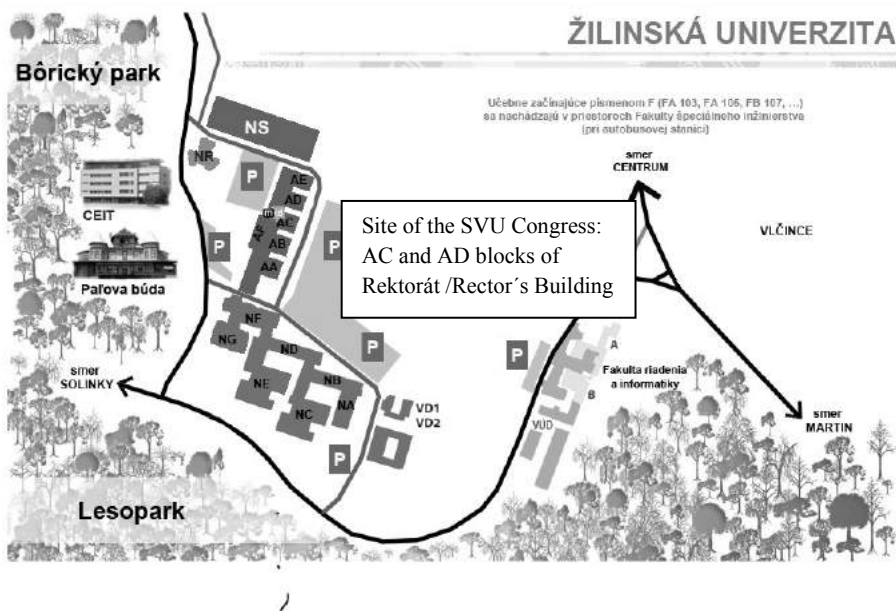 ŽILINSKÁ UNIVERZITA
Bôrický park
Učebne začínajúce písmenom F (FA 103, FA 105, FB 107, ...)
sa nachádzajú v priestoroch Fakulty špeciálneho inžinierstva
(pri autobusovej stanici)
NS
NR
smer
CENTRUM
P
AE
AD
CEIT
AC
AF
AB
AA
Site of the SVU Congress:
AC and AD blocks of
Rektorát /Rector´s Building
VLČINCE
P
P
Paľova búda
NF
NG
ND
P
P
A
Fakulta riadenia
a informatiky
smer
SOLINKY
NE
NB
NA
B
NC
VD1
VD2
VÚD
smer
MARTIN
P
Lesopark